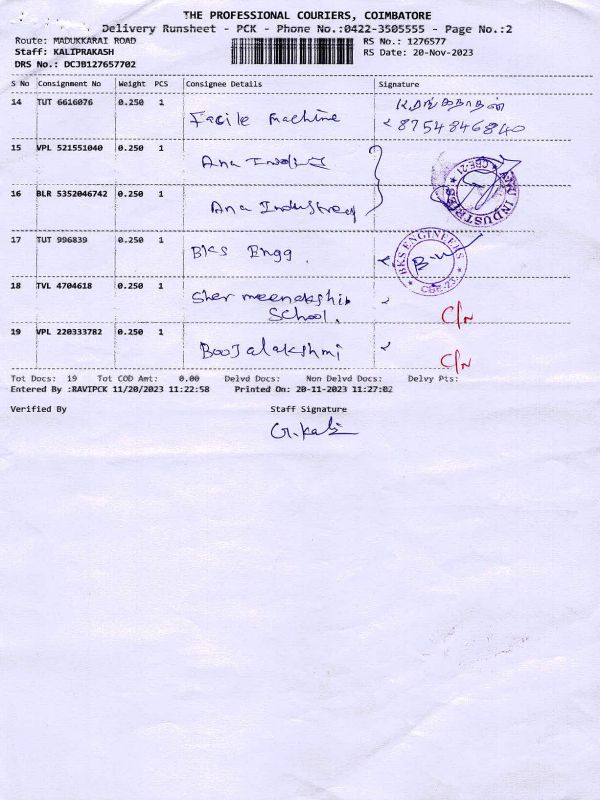 THE PROFESSIONAL COURIERS, COIMBATORE
Delivery Runsheet - PCK - Phone No.:0422-3505555 - Page No.:2
Route: MADUKKARAI ROAD RS No.: 1276577
Staff: KALIPRAKASH RS Date: 20-Nov-2023
DRS No.: DCJB127657702
S No Consignment No Weight PCS Consignee Details Signature
14 TUT 6616076 0.250 1 Facile machine
8754846840
15 VPL 521551040 0.250 1 Ana
16 BLR 5352046742 0.250 1 Ana
INDUSTRIES CBE-21
17 TUT 996839 0.250 1 BKS Engg.
BKS ENGINEERS CBE-23
18 TVL 4704618 0.250 1 Sher meenakshi
School. C/N
19 VPL 220333782 0.250 1 Boojalakshmi C/N
Tot Docs: 19 Tot COD Amt: 0.00 Delvd Docs: Non Delvd Docs: Delvy Pts:
Entered By :RAVIPCK 11/20/2023 11:22:58 Printed On: 20-11-2023 11:27:02
Verified By Staff Signature
G.Kali